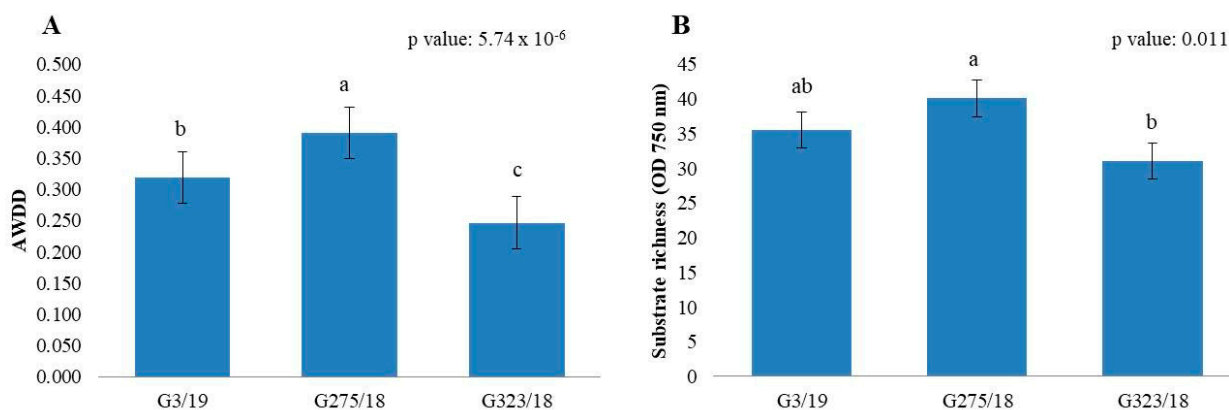 A
p value: 5.74 x 10⁻⁶
AWDD
0.500
0.450
0.400
0.350
0.300
0.250
0.200
0.150
0.100
0.050
0.000
b
a
c
G3/19 G275/18 G323/18
B
p value: 0.011
Substrate richness (OD 750 nm)
45
40
35
30
25
20
15
10
5
0
ab
a
b
G3/19 G275/18 G323/18